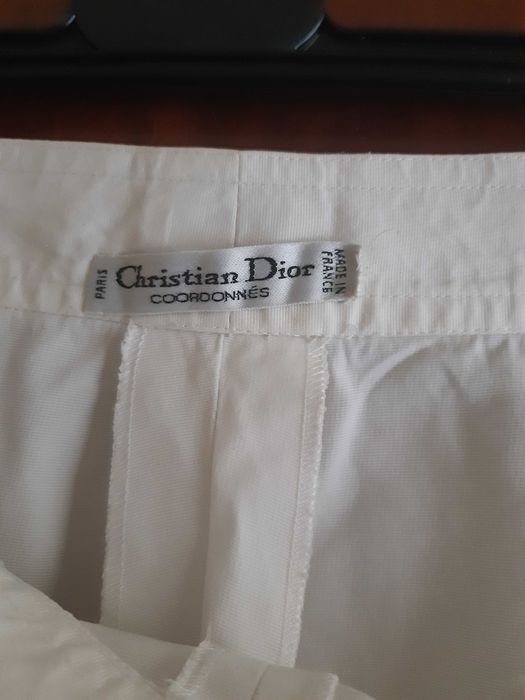 PARIS
Christian Dior
COORDONNÉS
MADE IN
FRANCE